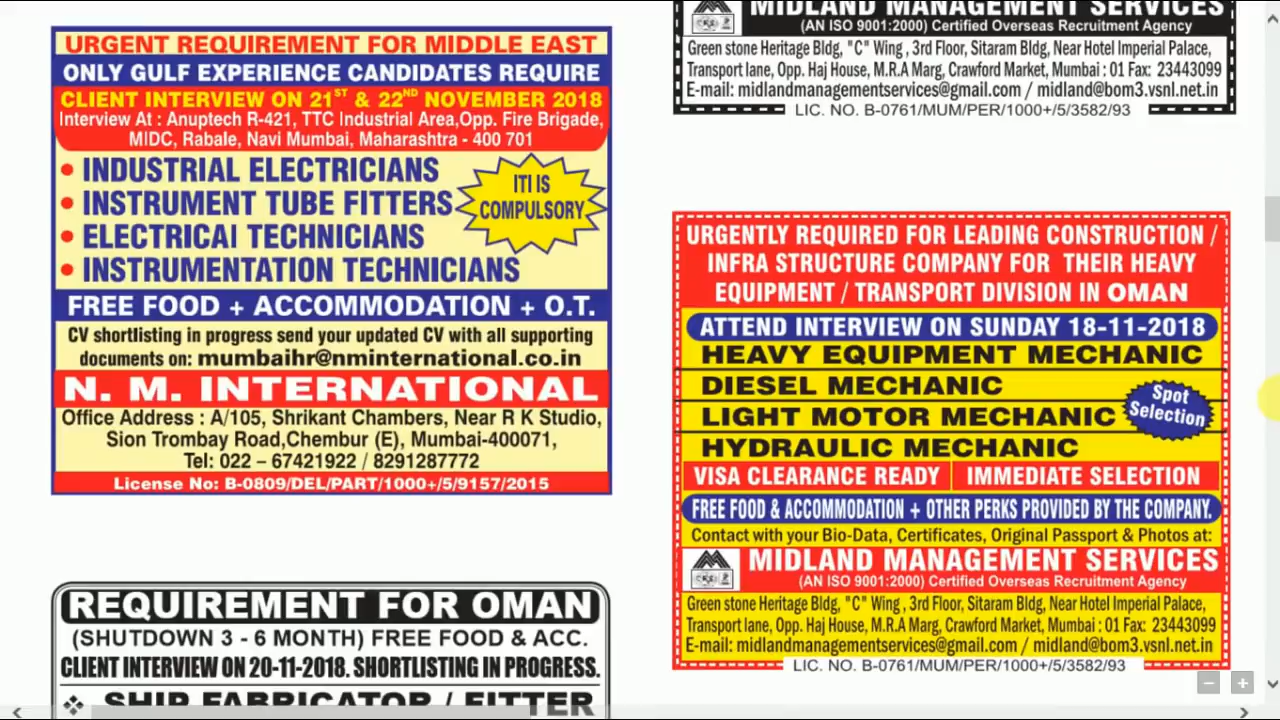 URGENT REQUIREMENT FOR MIDDLE EAST
ONLY GULF EXPERIENCE CANDIDATES REQUIRE
CLIENT INTERVIEW ON 21ST & 22ND NOVEMBER 2018
Interview At : Anuptech R-421, TTC Industrial Area,Opp. Fire Brigade,
MIDC, Rabale, Navi Mumbai, Maharashtra - 400 701
• INDUSTRIAL ELECTRICIANS
• INSTRUMENT TUBE FITTERS
• ELECTRICAl TECHNICIANS
• INSTRUMENTATION TECHNICIANS
ITI IS
COMPULSORY
FREE FOOD + ACCOMMODATION + O.T.
CV shortlisting in progress send your updated CV with all supporting
documents on: mumbaihr@nminternational.co.in
N. M. INTERNATIONAL
Office Address : A/105, Shrikant Chambers, Near R K Studio,
Sion Trombay Road,Chembur (E), Mumbai-400071,
Tel: 022 – 67421922 / 8291287772
License No: B-0809/DEL/PART/1000+/5/9157/2015
REQUIREMENT FOR OMAN
(SHUTDOWN 3 - 6 MONTH) FREE FOOD & ACC.
CLIENT INTERVIEW ON 20-11-2018. SHORTLISTING IN PROGRESS.
❖ SHIP FABRICATOR / FITTER
MIDLAND MANAGEMENT SERVICES
(AN ISO 9001:2000) Certified Overseas Recruitment Agency
Green stone Heritage Bldg, "C" Wing , 3rd Floor, Sitaram Bldg, Near Hotel Imperial Palace,
Transport lane, Opp. Haj House, M.R.A Marg, Crawford Market, Mumbai : 01 Fax: 23443099
E-mail: midlandmanagementservices@gmail.com / midland@bom3.vsnl.net.in
LIC. NO. B-0761/MUM/PER/1000+/5/3582/93
URGENTLY REQUIRED FOR LEADING CONSTRUCTION /
INFRA STRUCTURE COMPANY FOR THEIR HEAVY
EQUIPMENT / TRANSPORT DIVISION IN OMAN
ATTEND INTERVIEW ON SUNDAY 18-11-2018
HEAVY EQUIPMENT MECHANIC
DIESEL MECHANIC
LIGHT MOTOR MECHANIC
HYDRAULIC MECHANIC
Spot
Selection
VISA CLEARANCE READY IMMEDIATE SELECTION
FREE FOOD & ACCOMMODATION + OTHER PERKS PROVIDED BY THE COMPANY.
Contact with your Bio-Data, Certificates, Original Passport & Photos at:
MIDLAND MANAGEMENT SERVICES
(AN ISO 9001:2000) Certified Overseas Recruitment Agency
Green stone Heritage Bldg, "C" Wing , 3rd Floor, Sitaram Bldg, Near Hotel Imperial Palace,
Transport lane, Opp. Haj House, M.R.A Marg, Crawford Market, Mumbai : 01 Fax: 23443099
E-mail: midlandmanagementservices@gmail.com / midland@bom3.vsnl.net.in
LIC. NO. B-0761/MUM/PER/1000+/5/3582/93